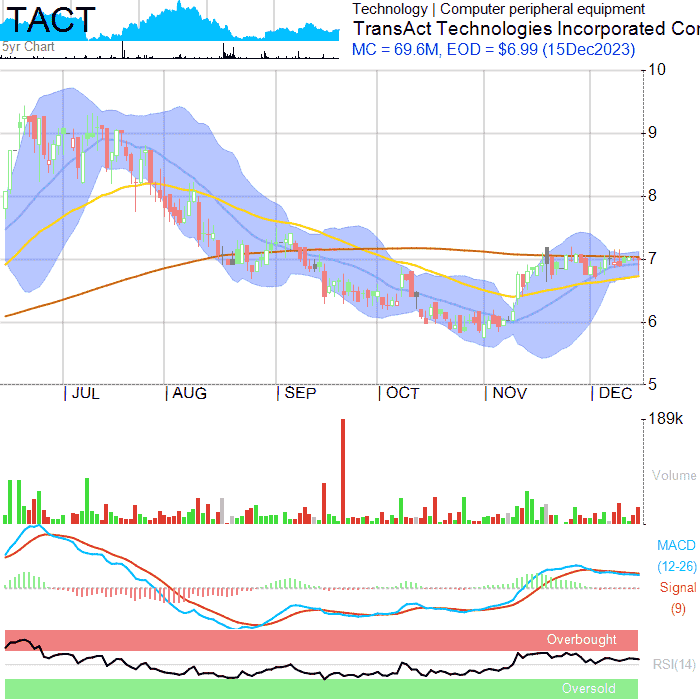 TACT
5yr Chart
Technology | Computer peripheral equipment
TransAct Technologies Incorporated Cor
MC = 69.6M, EOD = $6.99 (15Dec2023)
10
9
8
7
6
5
| JUL | AUG | SEP | OCT | NOV | DEC
189k
Volume
MACD
(12-26)
Signal
(9)
Overbought
RSI(14)
Oversold